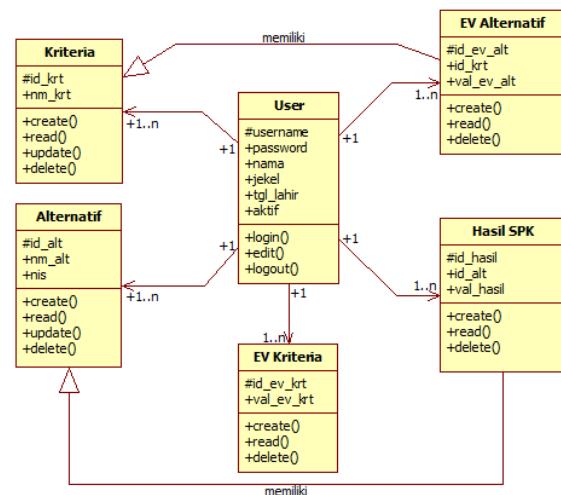 Kriteria
#id_krt
+nm_krt
+create()
+read()
+update()
+delete()
memiliki
EV Alternatif
#id_ev_alt
+id_krt
+val_ev_alt
+create()
+read()
+delete()
User
#username
+password
+nama
+jekel
+tgl_lahir
+aktif
+login()
+edit()
+logout()
+1..n
+1
+1
1..n
Alternatif
#id_alt
+nm_alt
+nis
+create()
+read()
+update()
+delete()
+1..n
+1
+1
1..n
Hasil SPK
#id_hasil
+id_alt
+val_hasil
+create()
+read()
+delete()
+1
1..n
EV Kriteria
#id_ev_krt
+val_ev_krt
+create()
+read()
+delete()
memiliki